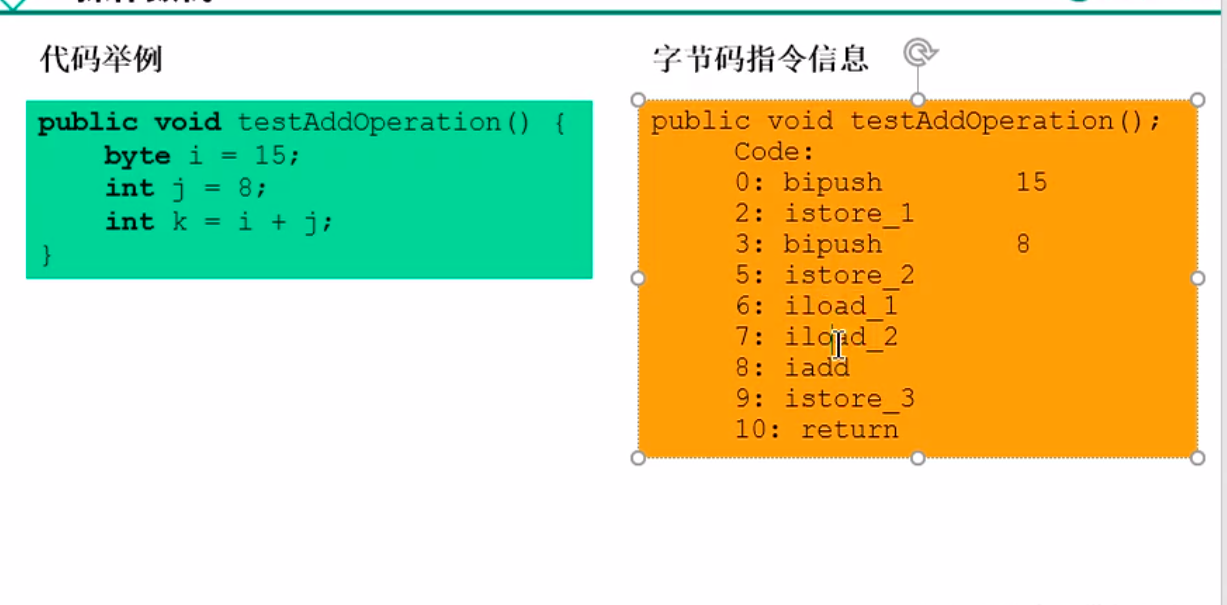 代码举例
public void testAddOperation() {
    byte i = 15;
    int j = 8;
    int k = i + j;
}
字节码指令信息
public void testAddOperation();
     Code:
     0: bipush        15
     2: istore_1
     3: bipush        8
     5: istore_2
     6: iload_1
     7: iload_2
     8: iadd
     9: istore_3
     10: return